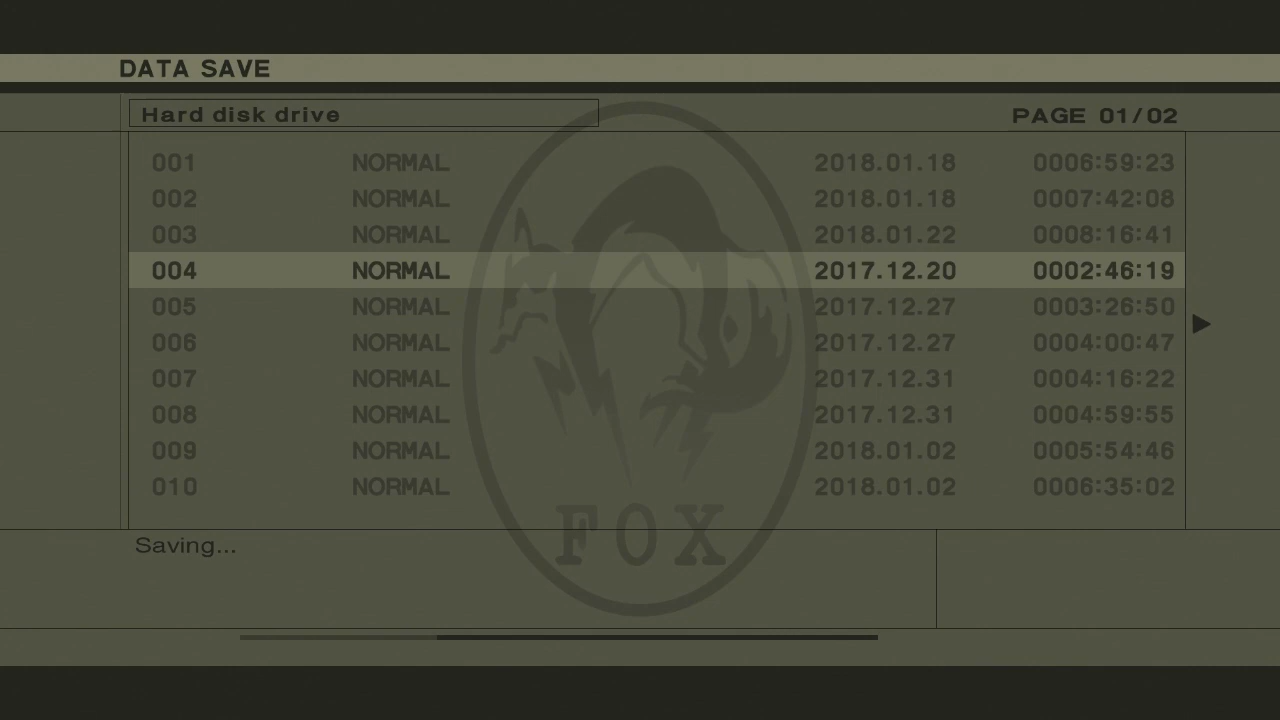 DATA SAVE
Hard disk drive PAGE 01/02
001 NORMAL 2018.01.18 0006:59:23
002 NORMAL 2018.01.18 0007:42:08
003 NORMAL 2018.01.22 0008:16:41
004 NORMAL 2017.12.20 0002:46:19
005 NORMAL 2017.12.27 0003:26:50
006 NORMAL 2017.12.27 0004:00:47
007 NORMAL 2017.12.31 0004:16:22
008 NORMAL 2017.12.31 0004:59:55
009 NORMAL 2018.01.02 0005:54:46
010 NORMAL 2018.01.02 0006:35:02
FOX
Saving...